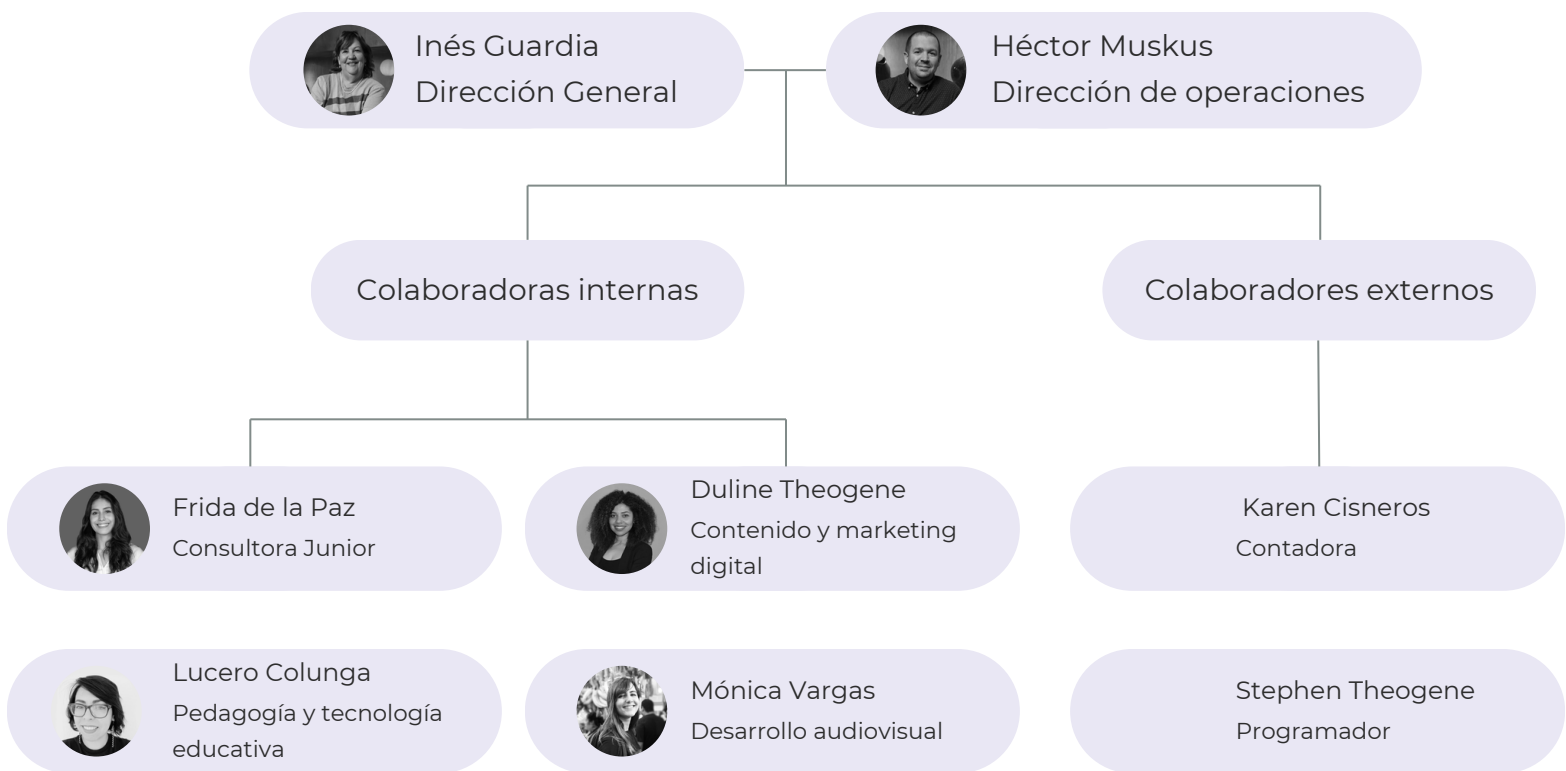 Inés Guardia
Dirección General
Héctor Muskus
Dirección de operaciones
Colaboradoras internas
Colaboradores externos
Frida de la Paz
Consultora Junior
Duline Theogene
Contenido y marketing
digital
Karen Cisneros
Contadora
Lucero Colunga
Pedagogía y tecnología
educativa
Mónica Vargas
Desarrollo audiovisual
Stephen Theogene
Programador